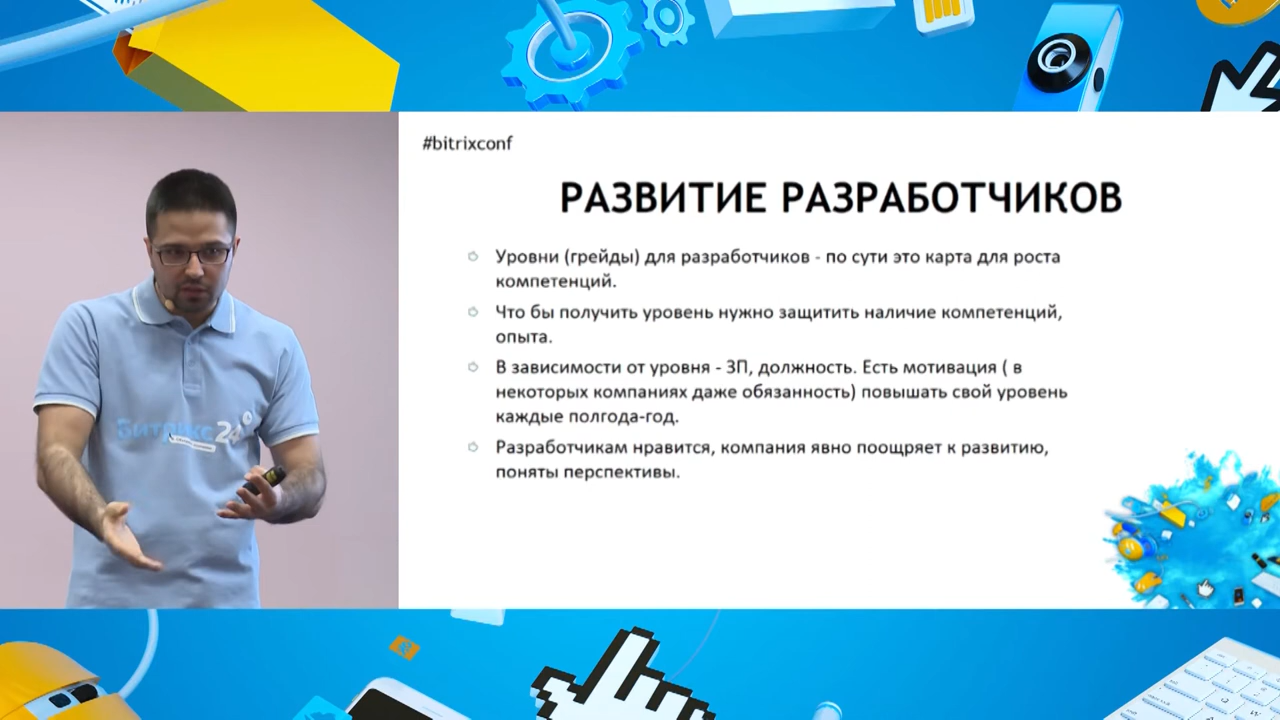 #bitrixconf
РАЗВИТИЕ РАЗРАБОТЧИКОВ
Уровни (грейды) для разработчиков - по сути это карта для роста
компетенций.
Что бы получить уровень нужно защитить наличие компетенций,
опыта.
В зависимости от уровня - ЗП, должность. Есть мотивация ( в
некоторых компаниях даже обязанность) повышать свой уровень
каждые полгода-год.
Разработчикам нравится, компания явно поощряет к развитию,
поняты перспективы.
Битрикс24